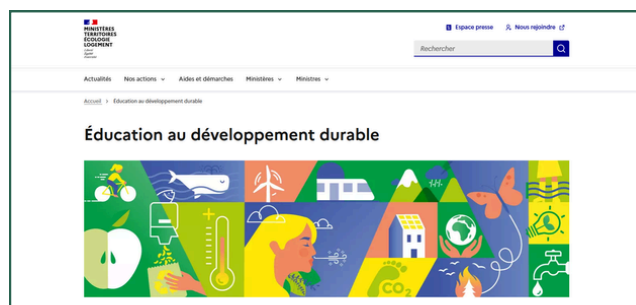 MINISTÈRES
TERRITOIRES
ÉCOLOGIE
LOGEMENT
Espace presse
Nous rejoindre
Rechercher
Actualités Nos actions Aides et démarches Ministères Ministres
Accueil > Éducation au développement durable
Éducation au développement durable
CO2